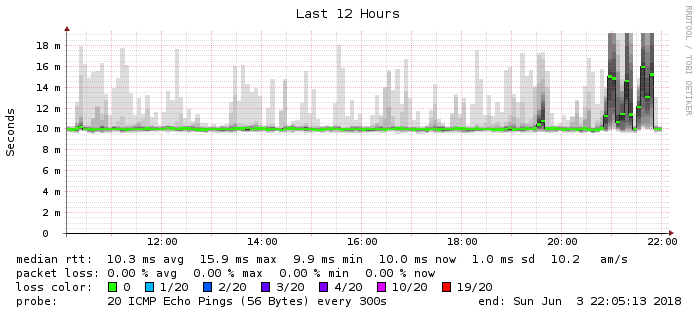 Last 12 Hours
RRDTOOL / TOBI OETIKER
Seconds
18 m
16 m
14 m
12 m
10 m
8 m
6 m
4 m
2 m
0
12:00 14:00 16:00 18:00 20:00 22:00
median rtt: 10.3 ms avg 15.9 ms max 9.9 ms min 10.0 ms now 1.0 ms sd 10.2 am/s
packet loss: 0.00 % avg 0.00 % max 0.00 % min 0.00 % now
loss color: 0 1/20 2/20 3/20 4/20 10/20 19/20
probe: 20 ICMP Echo Pings (56 Bytes) every 300s end: Sun Jun 3 22:05:13 2018